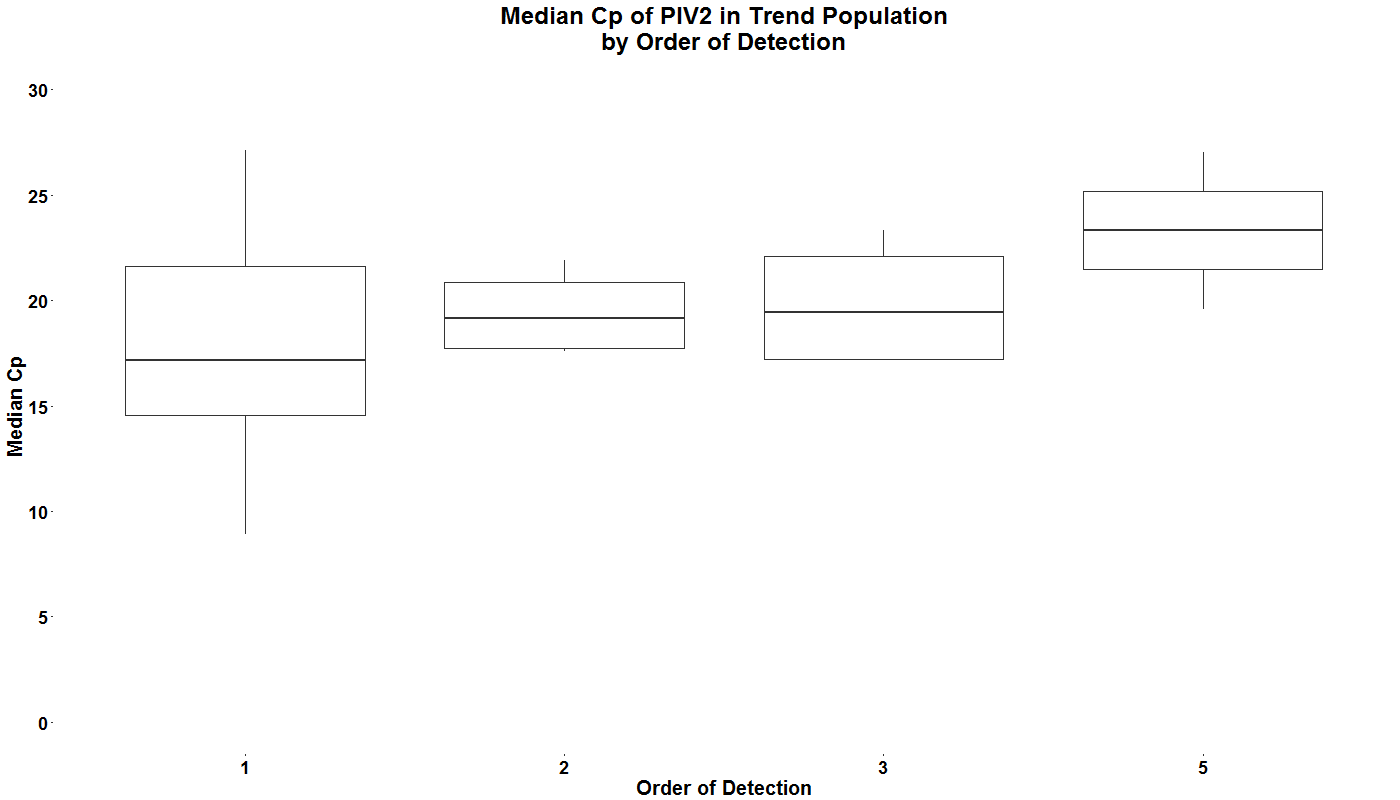 Median Cp of PIV2 in Trend Population
by Order of Detection
30
25
20
15
10
5
0
Median Cp
1 2 3 5
Order of Detection